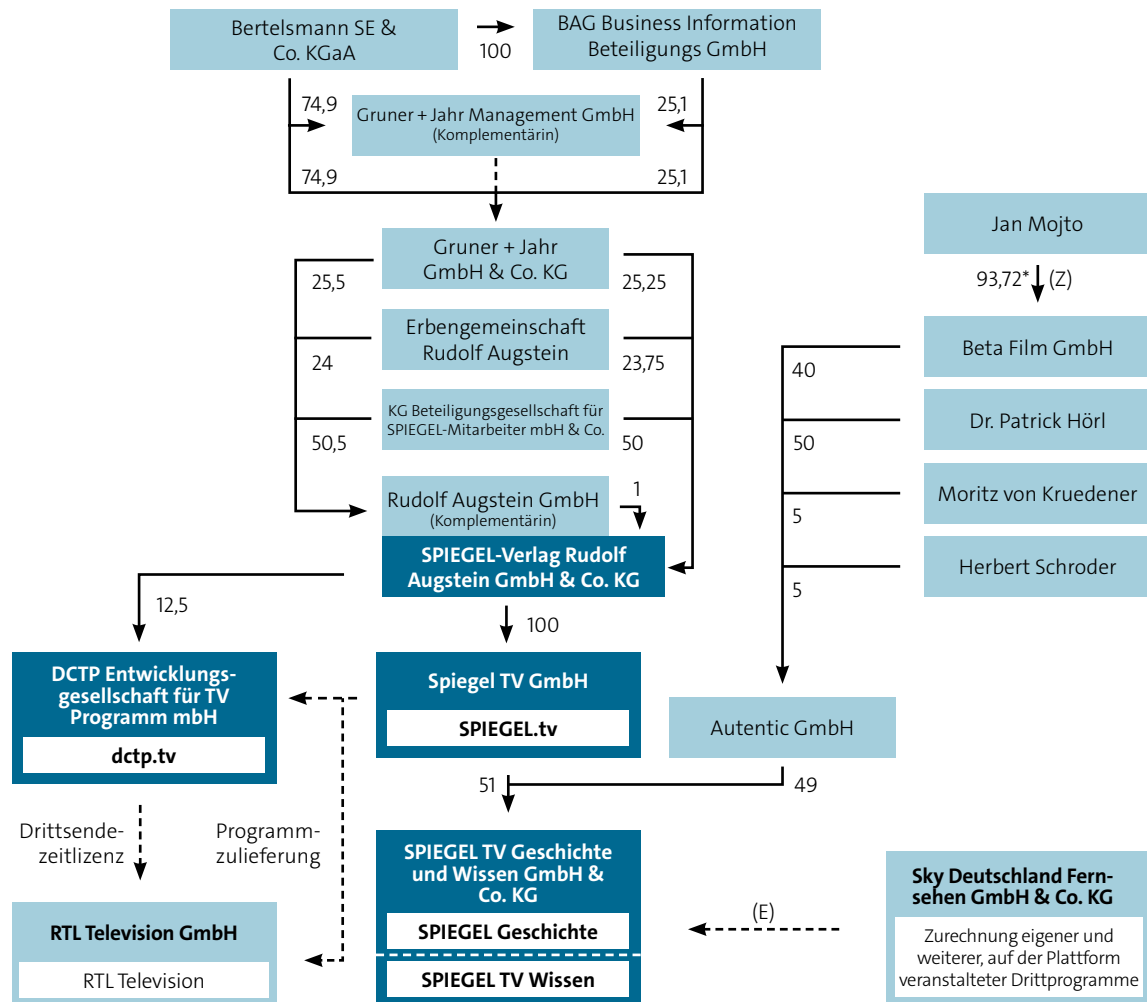 Bertelsmann SE &
Co. KGaA
100
BAG Business Information
Beteiligungs GmbH
74,9
25,1
Gruner + Jahr Management GmbH
(Komplementärin)
74,9
25,1
Gruner + Jahr
GmbH & Co. KG
25,5
25,25
Erbengemeinschaft
Rudolf Augstein
24
23,75
KG Beteiligungsgesellschaft für
SPIEGEL-Mitarbeiter mbH & Co.
50,5
50
Rudolf Augstein GmbH
(Komplementärin)
1
SPIEGEL-Verlag Rudolf
Augstein GmbH & Co. KG
12,5
100
Jan Mojto
93,72* (Z)
Beta Film GmbH
40
Dr. Patrick Hörl
50
Moritz von Kruedener
5
Herbert Schroder
5
DCTP Entwicklungs-
gesellschaft für TV
Programm mbH
dctp.tv
Spiegel TV GmbH
SPIEGEL.tv
Autentic GmbH
51
49
Drittsende-
zeitlizenz
Programm-
zulieferung
RTL Television GmbH
RTL Television
SPIEGEL TV Geschichte
und Wissen GmbH &
Co. KG
SPIEGEL Geschichte
SPIEGEL TV Wissen
(E)
Sky Deutschland Fern-
sehen GmbH & Co. KG
Zurechnung eigener und
weiterer, auf der Plattform
veranstalteter Drittprogramme